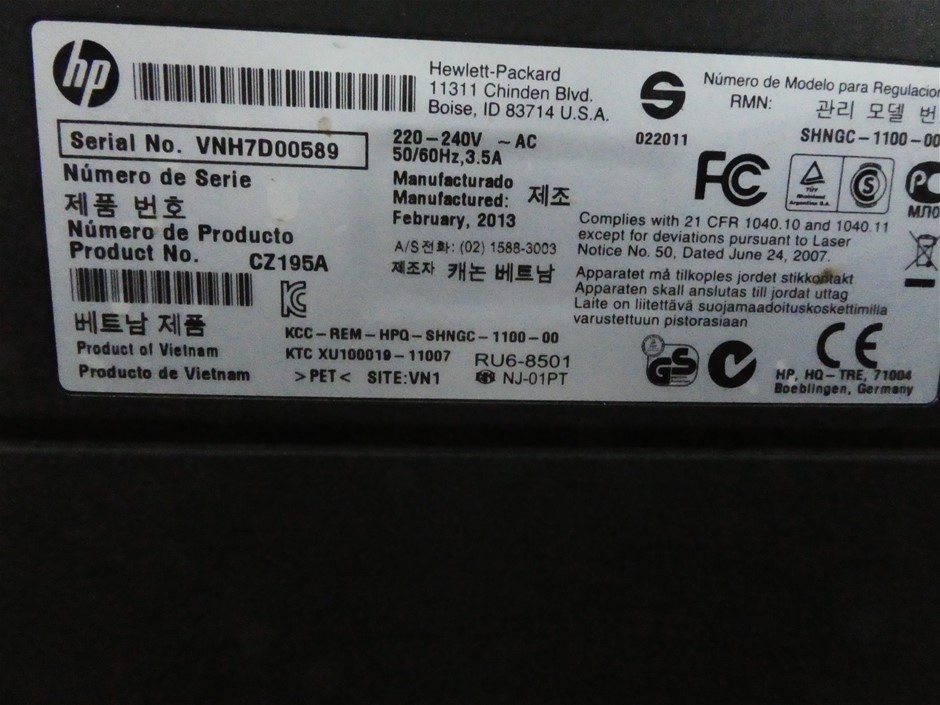 hp
Hewlett-Packard
11311 Chinden Blvd.
Boise, ID 83714 U.S.A.
S
022011
Número de Modelo para
RMN:
관리 모델
SHNGC-1100-00
Serial No. VNH7D00589
Número de Serie
제품 번호
Número de Producto
Product No. CZ195A
베트남 제품
Product of Vietnam
Producto de Vietnam
220-240V ~ AC
50/60Hz, 3.5A
Manufacturado
Manufactured: 제조
February, 2013
A/S전화: (02) 1588-3003
제조자 캐논 베트남
KCC-REM-HPQ-SHNGC-1100-00
KTC XU100019-11007
>PET< SITE:VN1
RU6-8501
NJ-01PT
FC
TÜV
Rheinland
Argentina S.A.
S
Complies with 21 CFR 1040.10 and 1040.11
except for deviations pursuant to Laser
Notice No. 50, Dated June 24, 2007.
Apparatet må tilkoples jordet stikkontakt
Apparaten skall anslutas till jordat uttag
Laite on liitettävä suojamaadoituskoskettimilla
varustettuun pistorasiaan
GS
CE
HP, HQ-TRE, 71004
Boeblingen, Germany